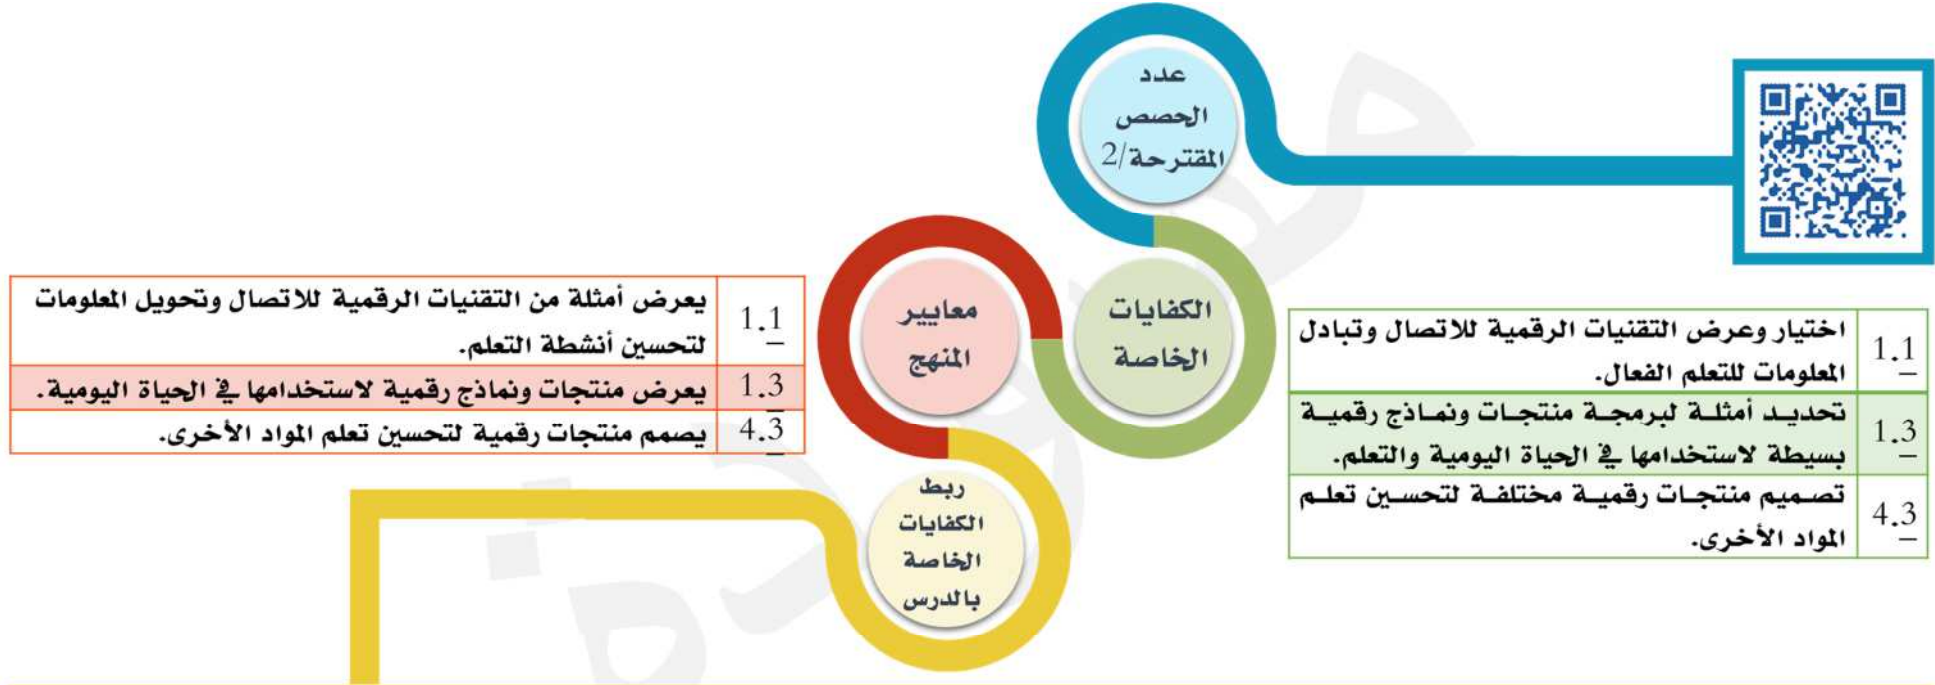 عدد
الحصص
المقترحة/2
الكفايات
الخاصة
1.1 اختيار وعرض التقنيات الرقمية للاتصال وتبادل
المعلومات للتعلم الفعال.
1.3 تحديد أمثلة لبرمجة منتجات ونماذج رقمية
بسيطة لاستخدامها في الحياة اليومية والتعلم.
4.3 تصميم منتجات رقمية مختلفة لتحسين تعلم
المواد الأخرى.
معايير
المنهج
1.1 يعرض أمثلة من التقنيات الرقمية للاتصال وتحويل المعلومات
لتحسين أنشطة التعلم.
1.3 يعرض منتجات ونماذج رقمية لاستخدامها في الحياة اليومية.
4.3 يصمم منتجات رقمية لتحسين تعلم المواد الأخرى.
ربط
الكفايات
الخاصة
بالدرس